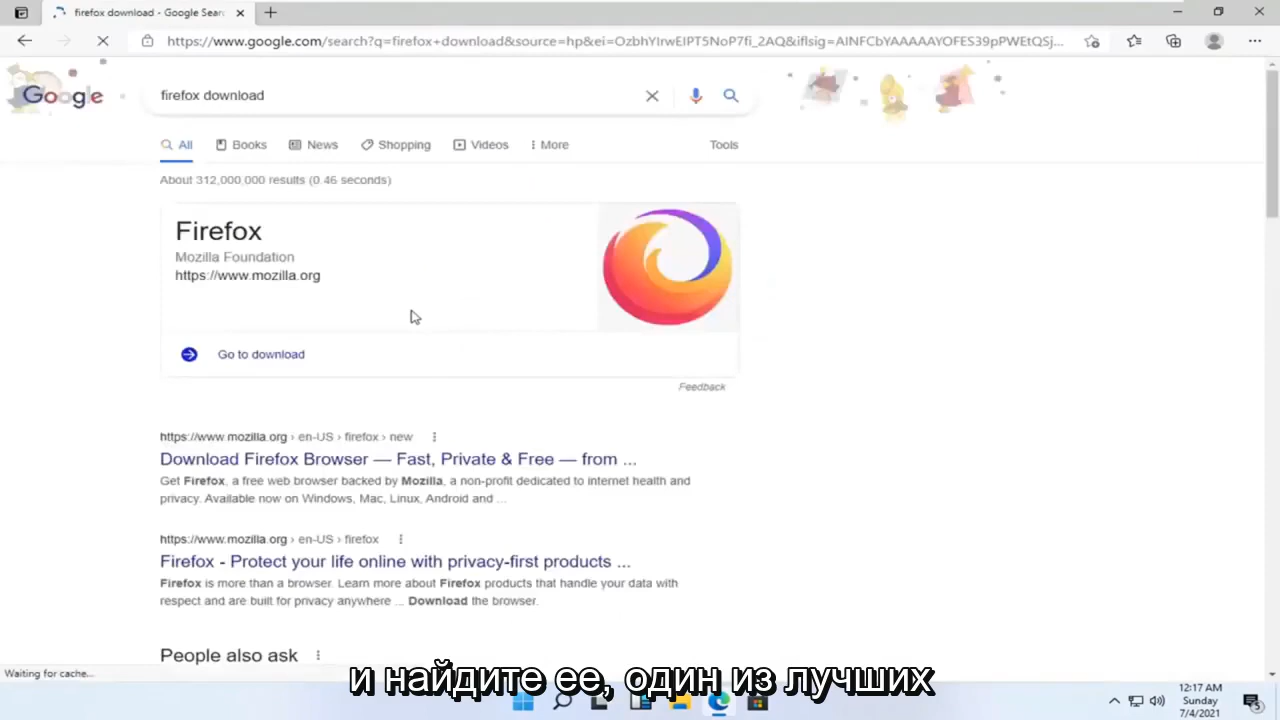 firefox download - Google Sear
https://www.google.com/search?q=firefox+download&source=hp&ei=OzbhYIrwEIPT5NoP7fi_2AQ&iflsig=AINFCbYAAAAAYOFES39pPWEtQSj...
Google
firefox download
All Books News Shopping Videos More Tools
About 312,000,000 results (0.46 seconds)
Firefox
Mozilla Foundation
https://www.mozilla.org
Go to download
Feedback
https://www.mozilla.org › en-US › firefox › new
Download Firefox Browser — Fast, Private & Free — from ...
Get Firefox, a free web browser backed by Mozilla, a non-profit dedicated to internet health and
privacy. Available now on Windows, Mac, Linux, Android and ...
https://www.mozilla.org › en-US › firefox
Firefox - Protect your life online with privacy-first products ...
Firefox is more than a browser. Learn more about Firefox products that handle your data with
respect and are built for privacy anywhere ... Download the browser.
People also ask
Waiting for cache...
и найдите ее, один из лучших
12:17 AM
Sunday
7/4/2021
5